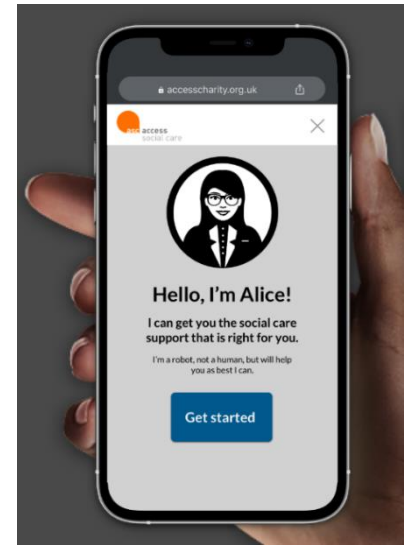 accesscharity.org.uk
asc access
social care
Hello, I'm Alice!
I can get you the social care
support that is right for you.
I'm a robot, not a human, but will help
you as best I can.
Get started